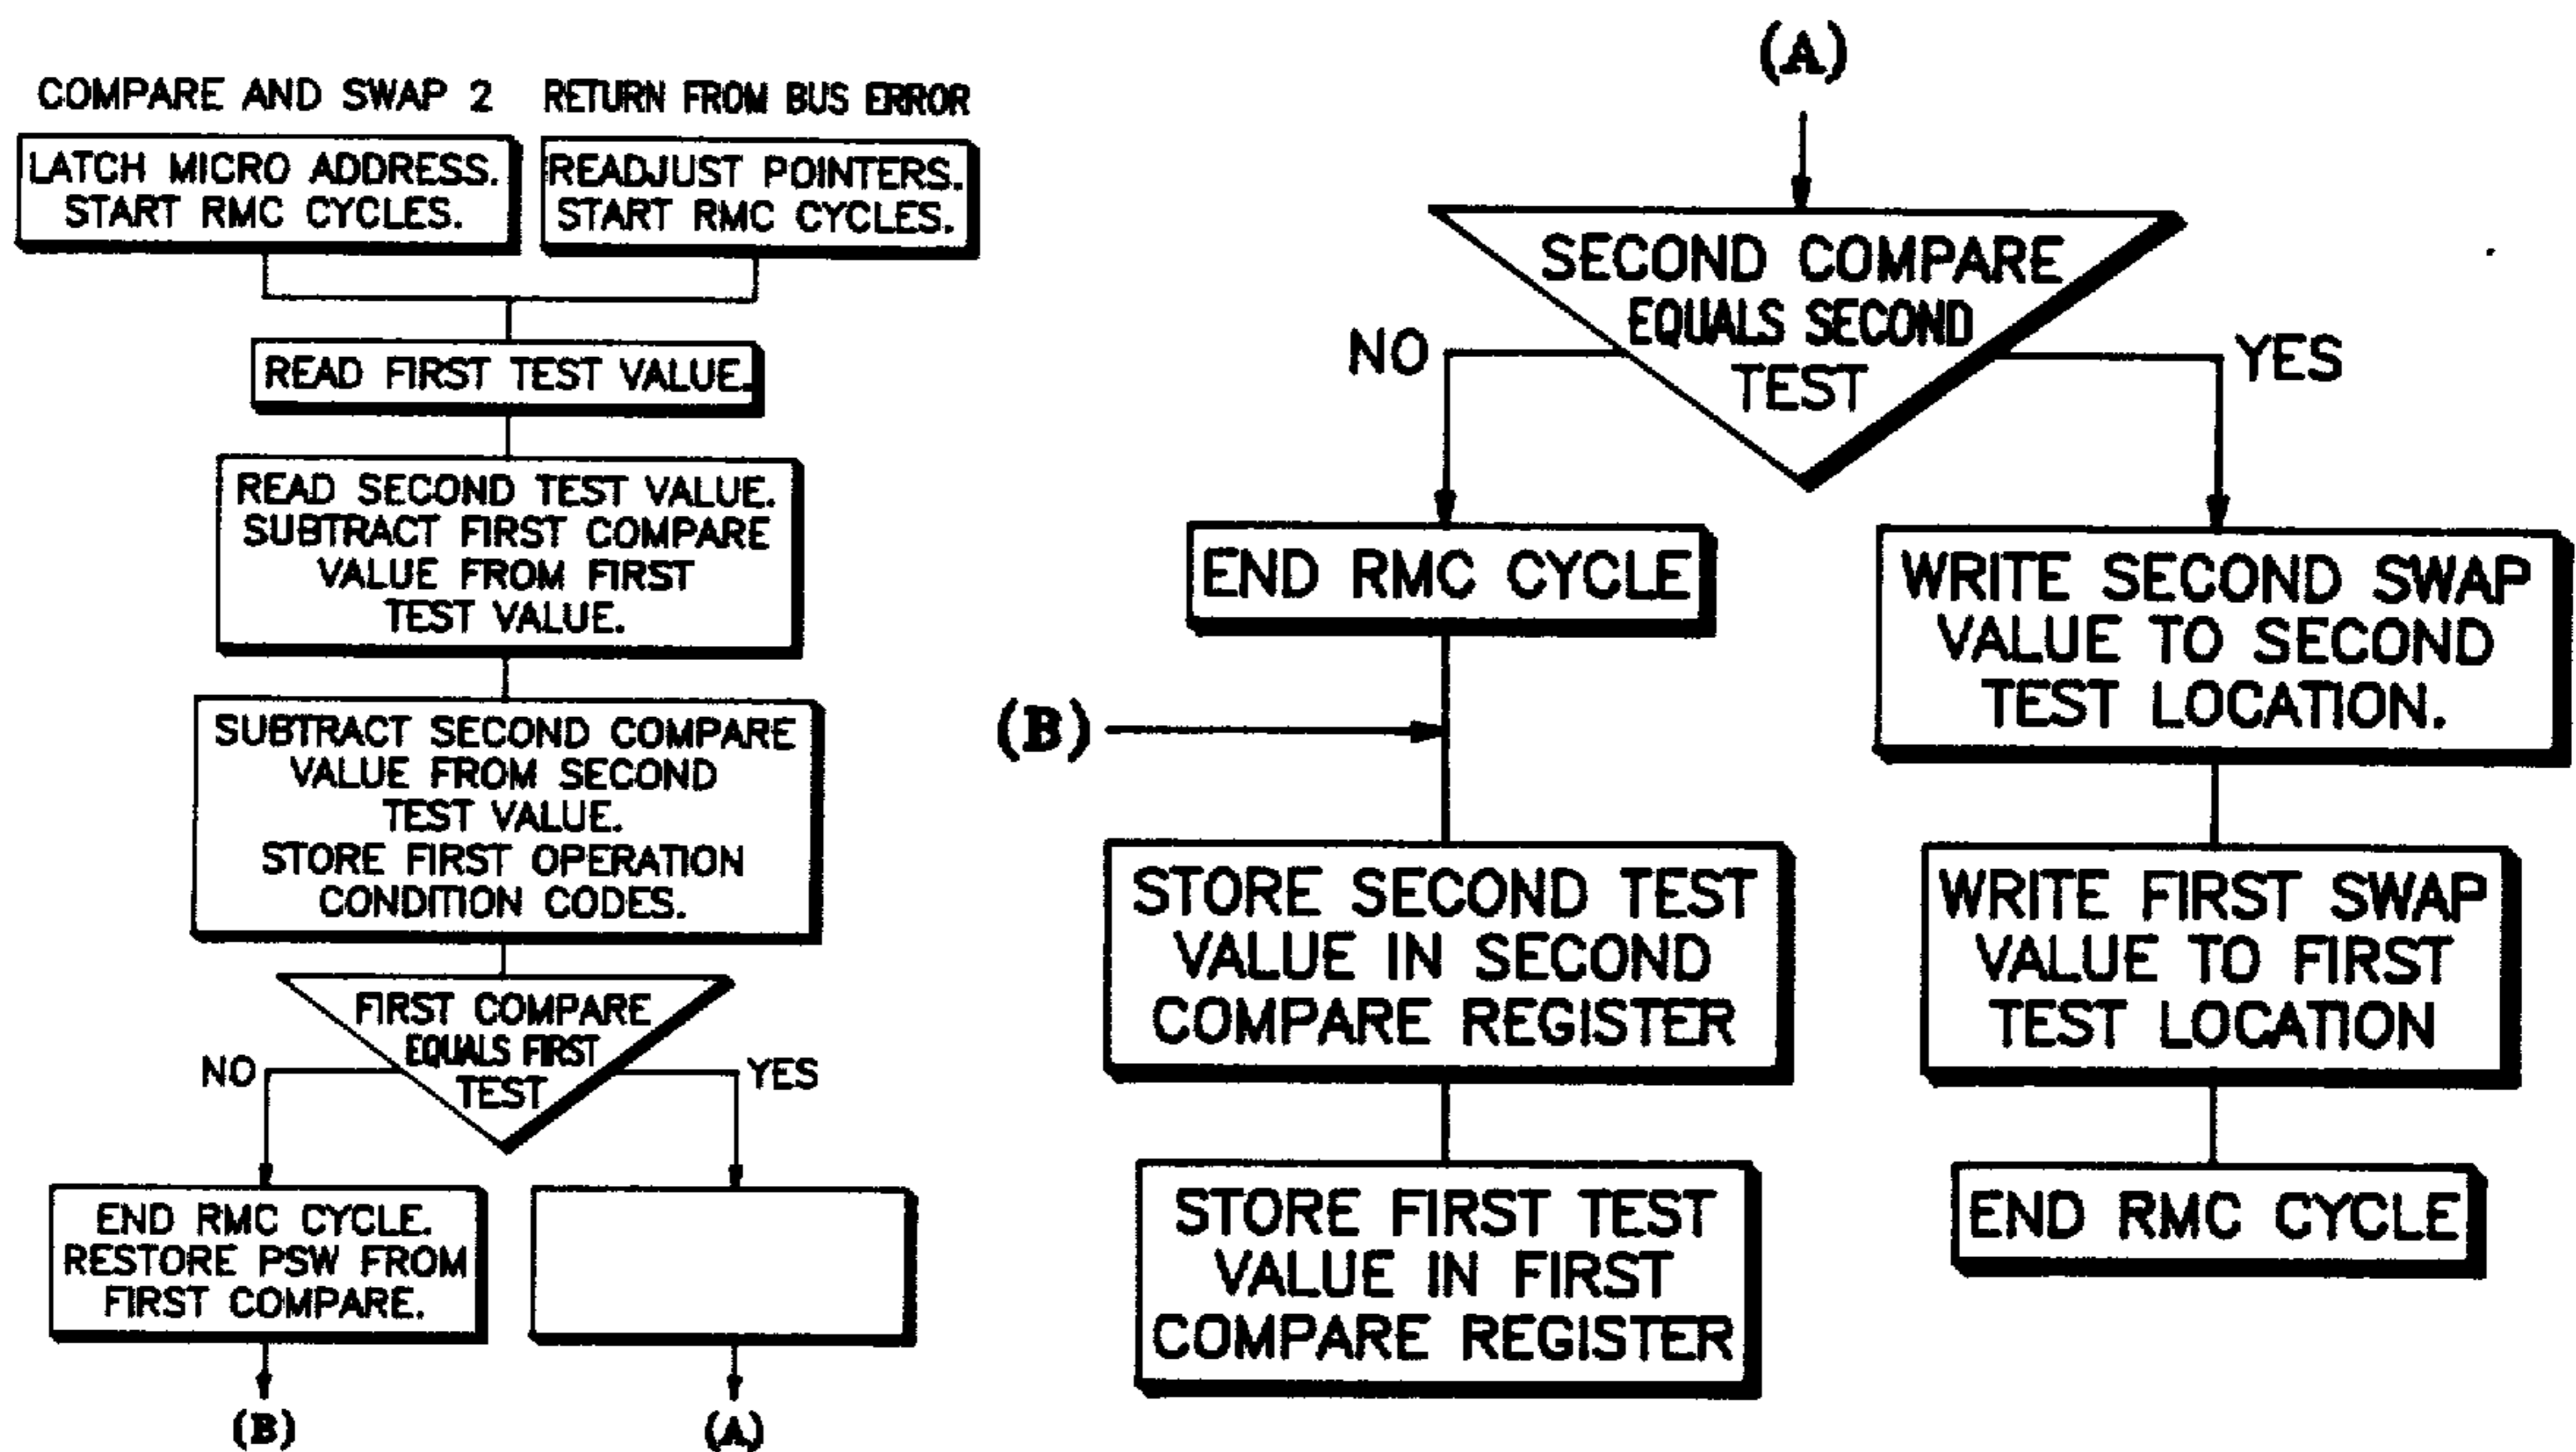 COMPARE AND SWAP 2
LATCH MICRO ADDRESS.
START RMC CYCLES.
RETURN FROM BUS ERROR
READJUST POINTERS.
START RMC CYCLES.
READ FIRST TEST VALUE.
READ SECOND TEST VALUE.
SUBTRACT FIRST COMPARE
VALUE FROM FIRST
TEST VALUE.
SUBTRACT SECOND COMPARE
VALUE FROM SECOND
TEST VALUE.
STORE FIRST OPERATION
CONDITION CODES.
FIRST COMPARE
EQUALS FIRST
TEST
NO
YES
END RMC CYCLE.
RESTORE PSW FROM
FIRST COMPARE.
(B)
(A)
(A)
SECOND COMPARE
EQUALS SECOND
TEST
NO
YES
END RMC CYCLE
(B)
STORE SECOND TEST
VALUE IN SECOND
COMPARE REGISTER
STORE FIRST TEST
VALUE IN FIRST
COMPARE REGISTER
WRITE SECOND SWAP
VALUE TO SECOND
TEST LOCATION.
WRITE FIRST SWAP
VALUE TO FIRST
TEST LOCATION
END RMC CYCLE